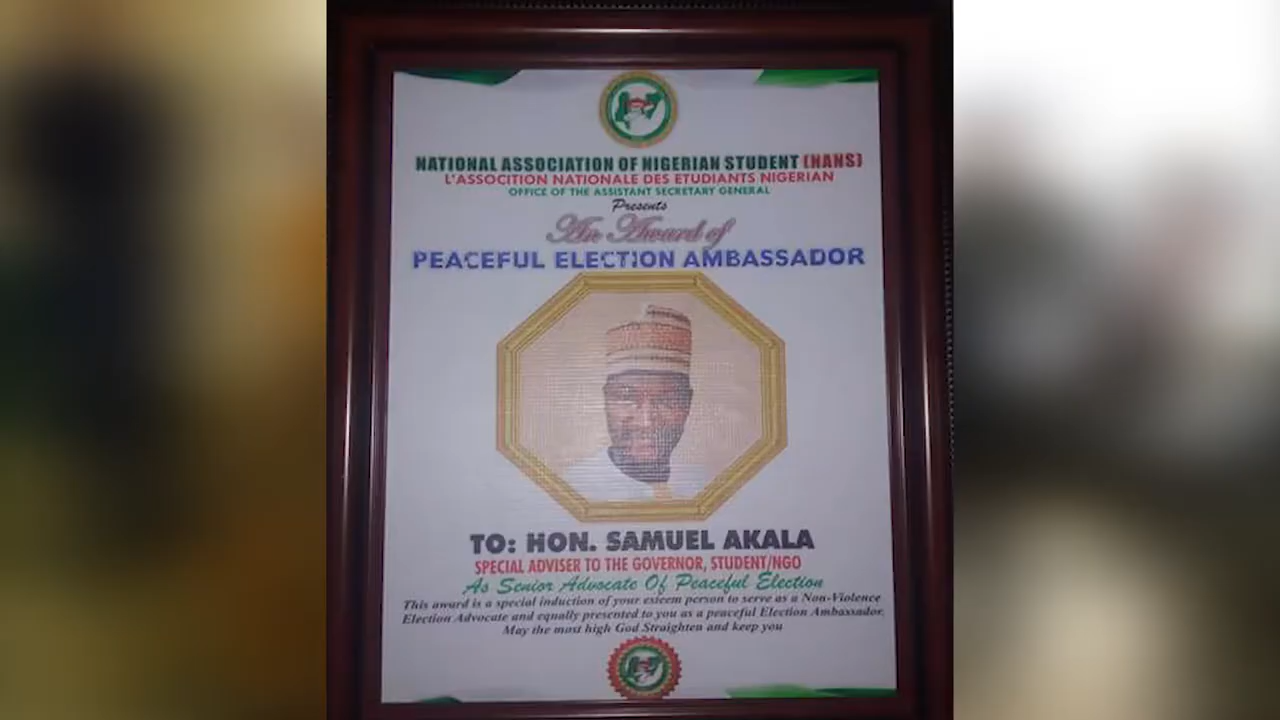 NATIONAL ASSOCIATION OF NIGERIAN STUDENT (NANS)
L'ASSOCITION NATIONALE DES ETUDIANTS NIGERIAN
OFFICE OF THE ASSISTANT SECRETARY GENERAL
Presents
An Award of
PEACEFUL ELECTION AMBASSADOR
TO: HON. SAMUEL AKALA
SPECIAL ADVISER TO THE GOVERNOR, STUDENT/NGO
As Senior Advocate Of Peaceful Election
This award is a special induction of your esteem person to serve as a Non-Violence
Election Advocate and equally presented to you as a peaceful Election Ambassador.
May the most high God Straighten and keep you